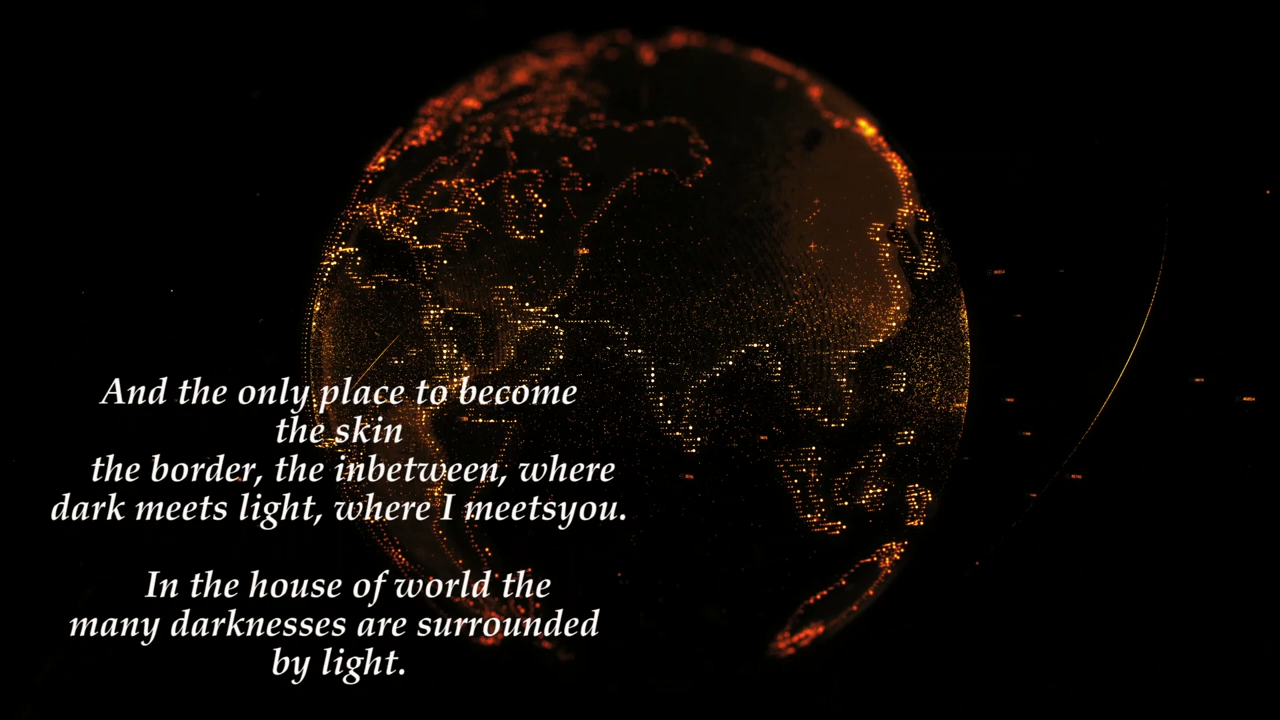 And the only place to become
the skin
the border, the inbetween, where
dark meets light, where I meetsyou.
In the house of world the
many darknesses are surrounded
by light.